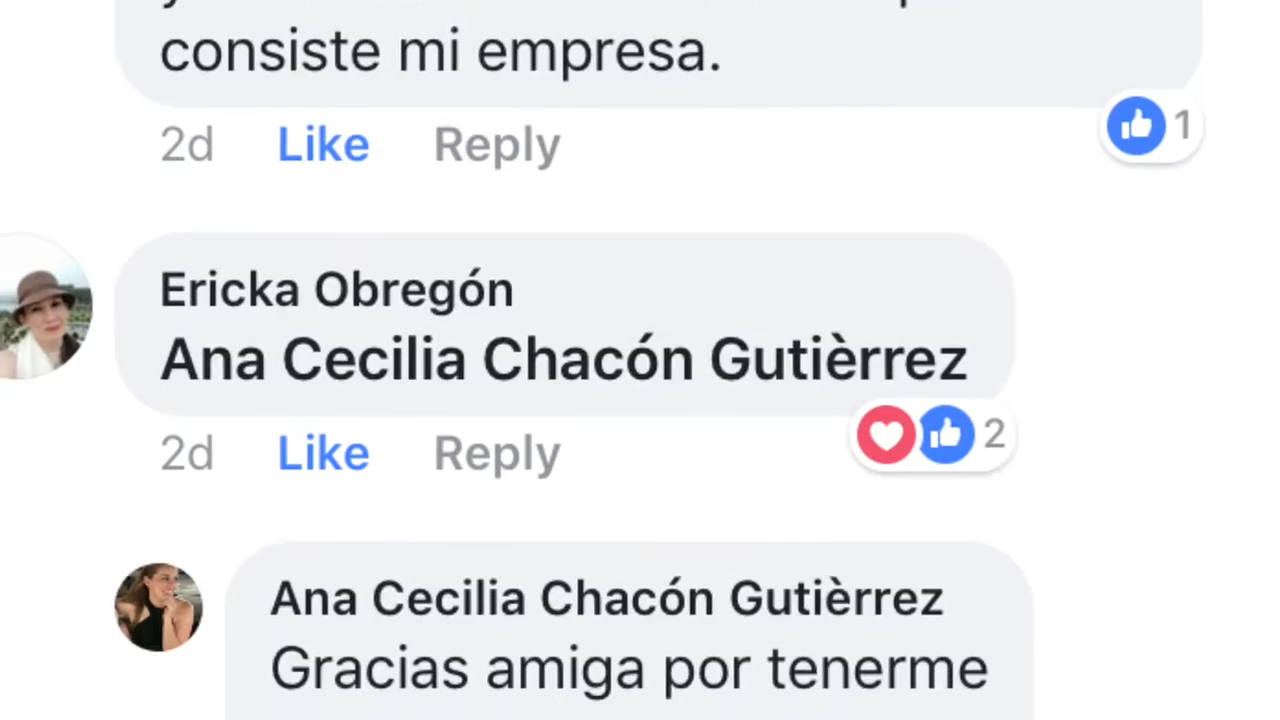 consiste mi empresa.
2d Like Reply 1
Ericka Obregón
Ana Cecilia Chacón Gutièrrez
2d Like Reply 2
Ana Cecilia Chacón Gutièrrez
Gracias amiga por tenerme